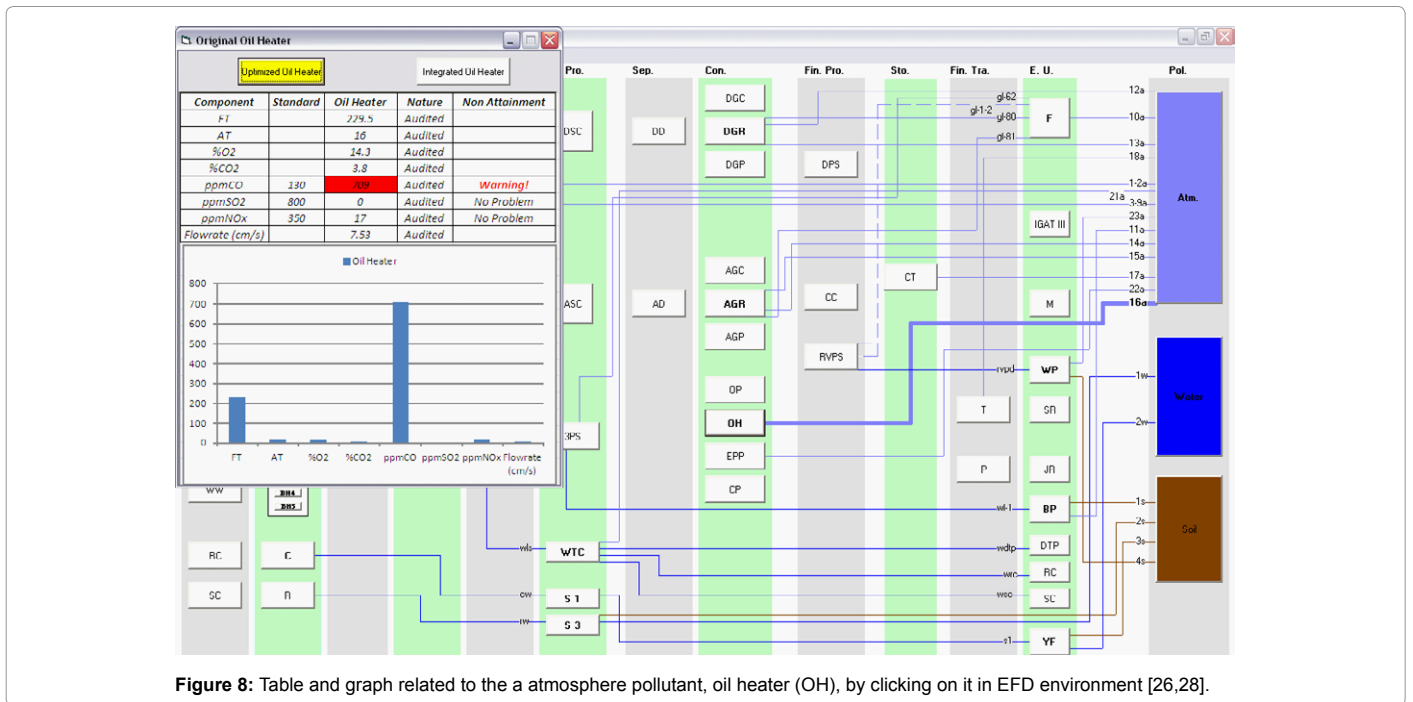 Original Oil Heater
Optimized Oil Heater
Integrated Oil Heater
Component Standard Oil Heater Nature Non Attainment
FT 229.5 Audited
AT 16 Audited
%O2 14.3 Audited
%CO2 3.8 Audited
ppmCO 130 709 Audited Warning!
ppmSO2 800 0 Audited No Problem
ppmNOx 350 17 Audited No Problem
Flowrate (cm/s) 7.53 Audited
Oil Heater
800
700
600
500
400
300
200
100
0
FT AT %O2 %CO2 ppmCO ppmSO2 ppmNOx Flowrate
(cm/s)
Pro. Sep. Con. Fin. Pro. Sto. Fin. Tra. E. U. Pol.
DSC
DD
DGC
DGR
DGP
DPS
F
gl-62
gl-1-2
gl-80
gl-81
12a
10a
13a
18a
1-2a
21a
3-9a
23a
11a
14a
15a
17a
22a
16a
Atm.
IGAT III
ASC
AD
AGC
AGR
AGP
CC
RVPS
CT
M
rvpd
WP
3PS
OP
OH
EPP
CP
T
P
SR
JR
wl-1
BP
1w
2w
Water
1s
2s
3s
4s
Soil
WW
BH4
BH5
RC
C
SC
R
wls
WTC
cw
S 1
rw
S 3
wdtp
DTP
wrc
RC
wsc
SC
s1
YF
Figure 8: Table and graph related to the a atmosphere pollutant, oil heater (OH), by clicking on it in EFD environment [26,28].